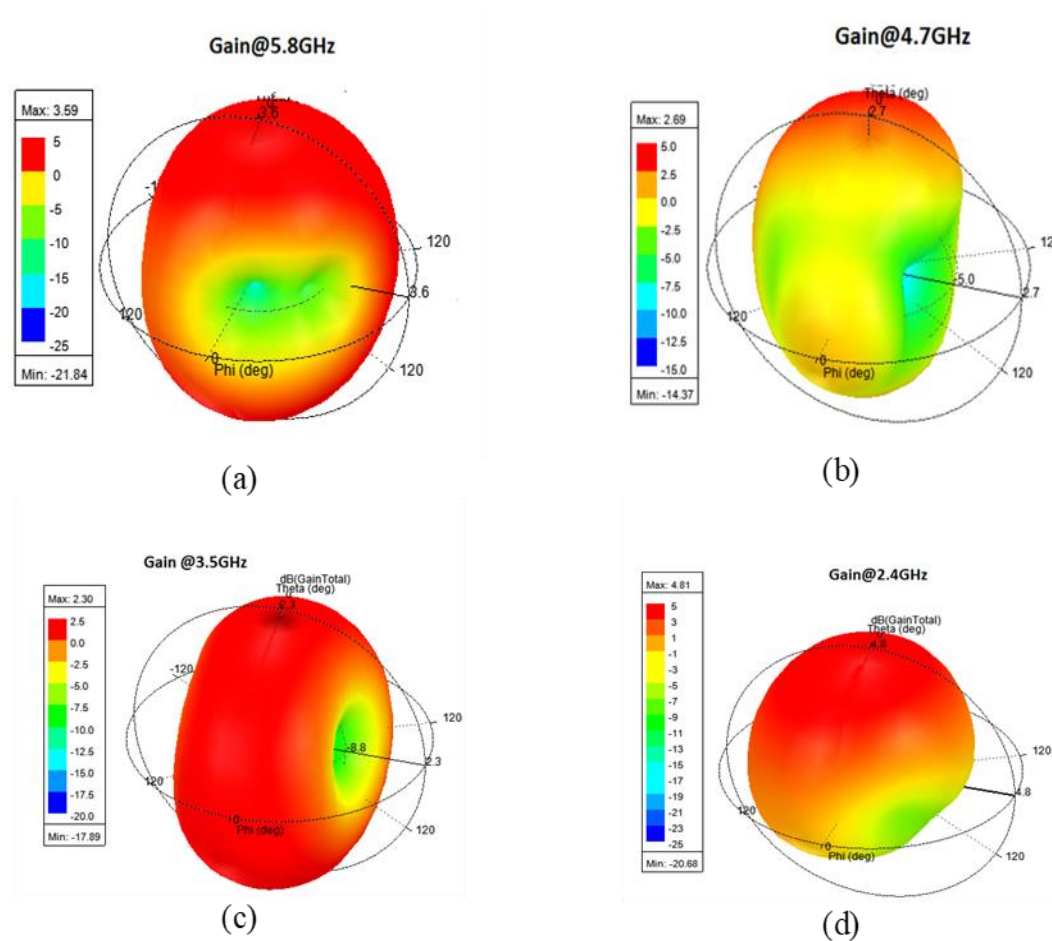 Gain@5.8GHz
Max: 3.59
5
0
-5
-10
-15
-20
-25
Min: -21.84
3.6
120
3.6
120
120
0
Phi (deg)
(a)
Gain@4.7GHz
Max: 2.69
5.0
2.5
0.0
-2.5
-5.0
-7.5
-10.0
-12.5
-15.0
Min: -14.37
Theta (deg)
0
2.7
120
-5.0
2.7
120
120
0
Phi (deg)
(b)
Gain @3.5GHz
Max: 2.30
2.5
0.0
-2.5
-5.0
-7.5
-10.0
-12.5
-15.0
-17.5
-20.0
Min: -17.89
dB(GainTotal)
Theta (deg)
2.3
-120
120
-8.8
2.3
120
120
0
Phi (deg)
(c)
Gain@2.4GHz
Max: 4.81
5
3
1
-1
-3
-5
-7
-9
-11
-13
-15
-17
-19
-21
-23
-25
Min: -20.68
dB(GainTotal)
Theta (deg)
4.8
120
4.8
120
120
0
Phi (deg)
(d)